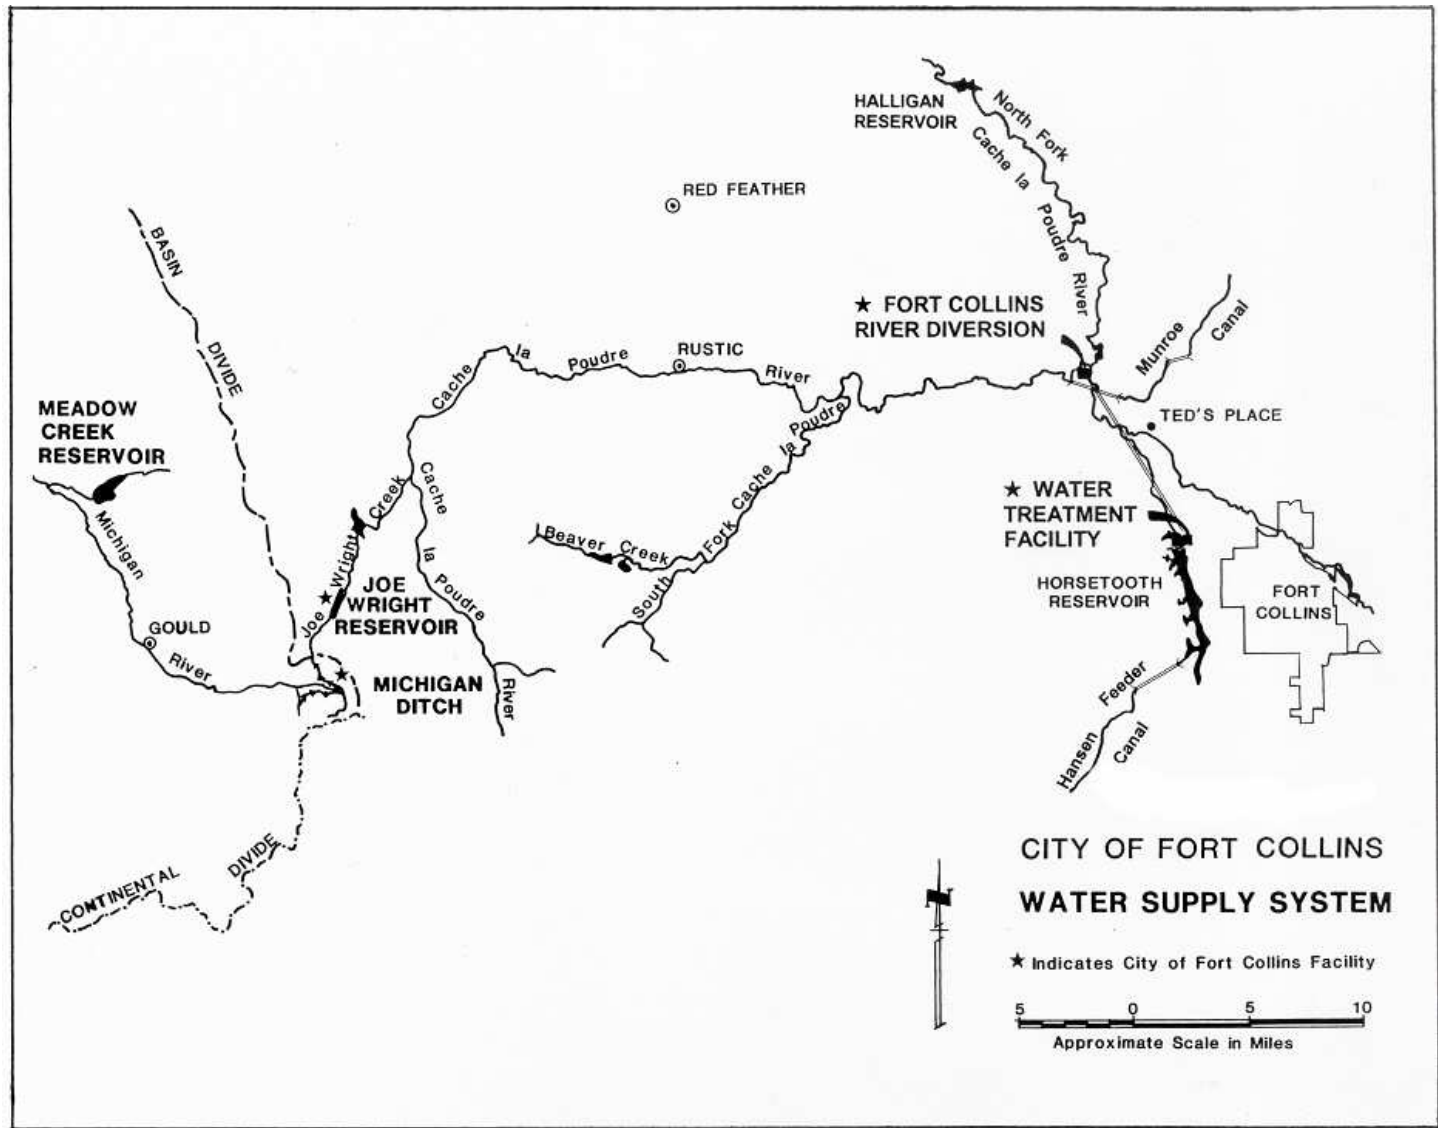 HALLIGAN
RESERVOIR
North Fork
Cache la Poudre River
RED FEATHER
BASIN
DIVIDE
★ FORT COLLINS
RIVER DIVERSION
Munroe
Canal
Cache la Poudre River
RUSTIC
MEADOW
CREEK
RESERVOIR
TED'S PLACE
South Fork Cache la Poudre
Joe Wright Creek
Cache la Poudre River
Michigan River
★ WATER
TREATMENT
FACILITY
Beaver Creek
HORSETOOTH
RESERVOIR
FORT
COLLINS
JOE
WRIGHT
RESERVOIR
GOULD
MICHIGAN
DITCH
Hansen Feeder
Canal
CONTINENTAL DIVIDE
CITY OF FORT COLLINS
WATER SUPPLY SYSTEM
N
★ Indicates City of Fort Collins Facility
5 0 5 10
Approximate Scale in Miles